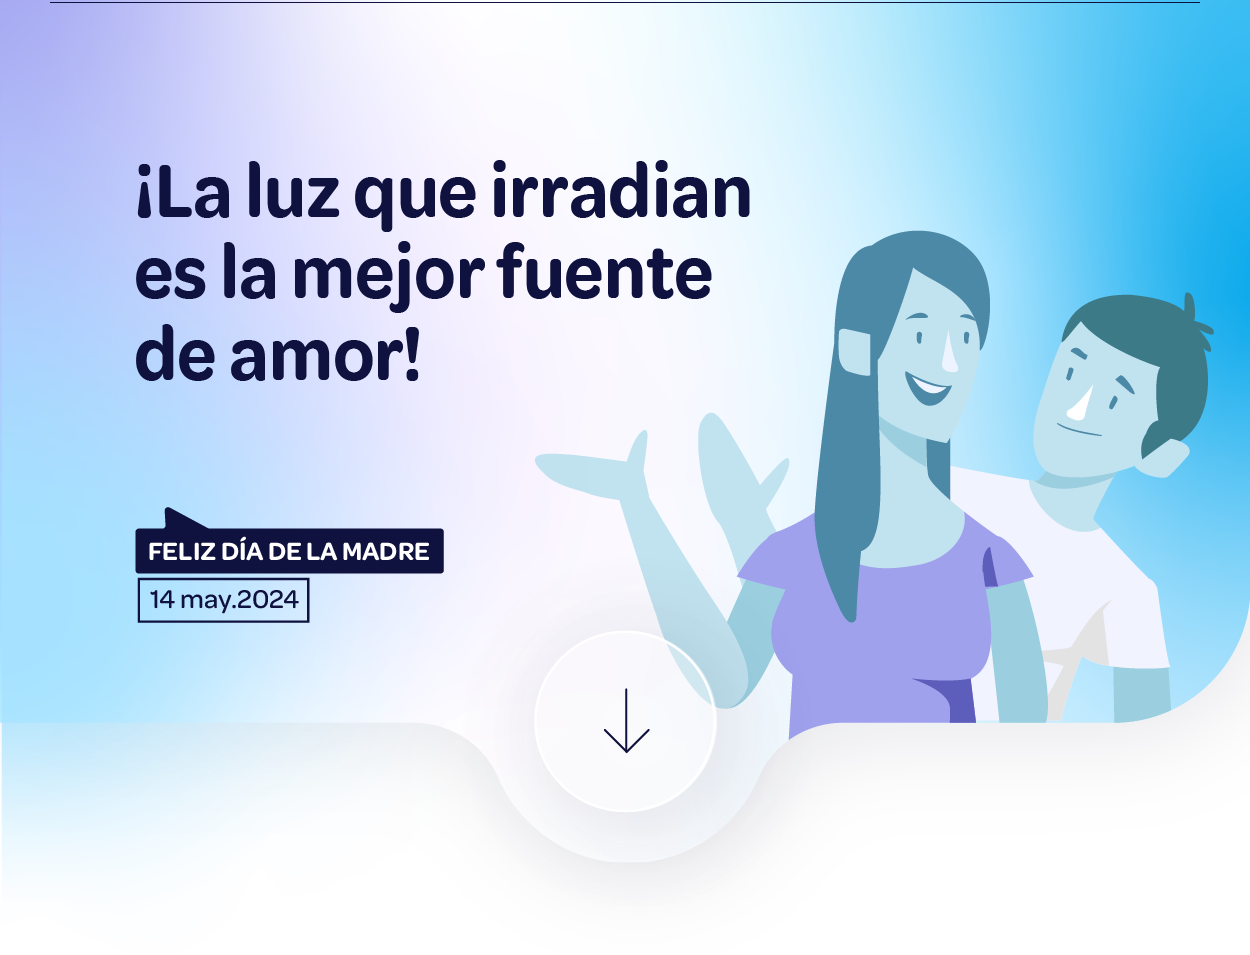 ¡La luz que irradian
es la mejor fuente
de amor!
FELIZ DÍA DE LA MADRE
14 may.2024